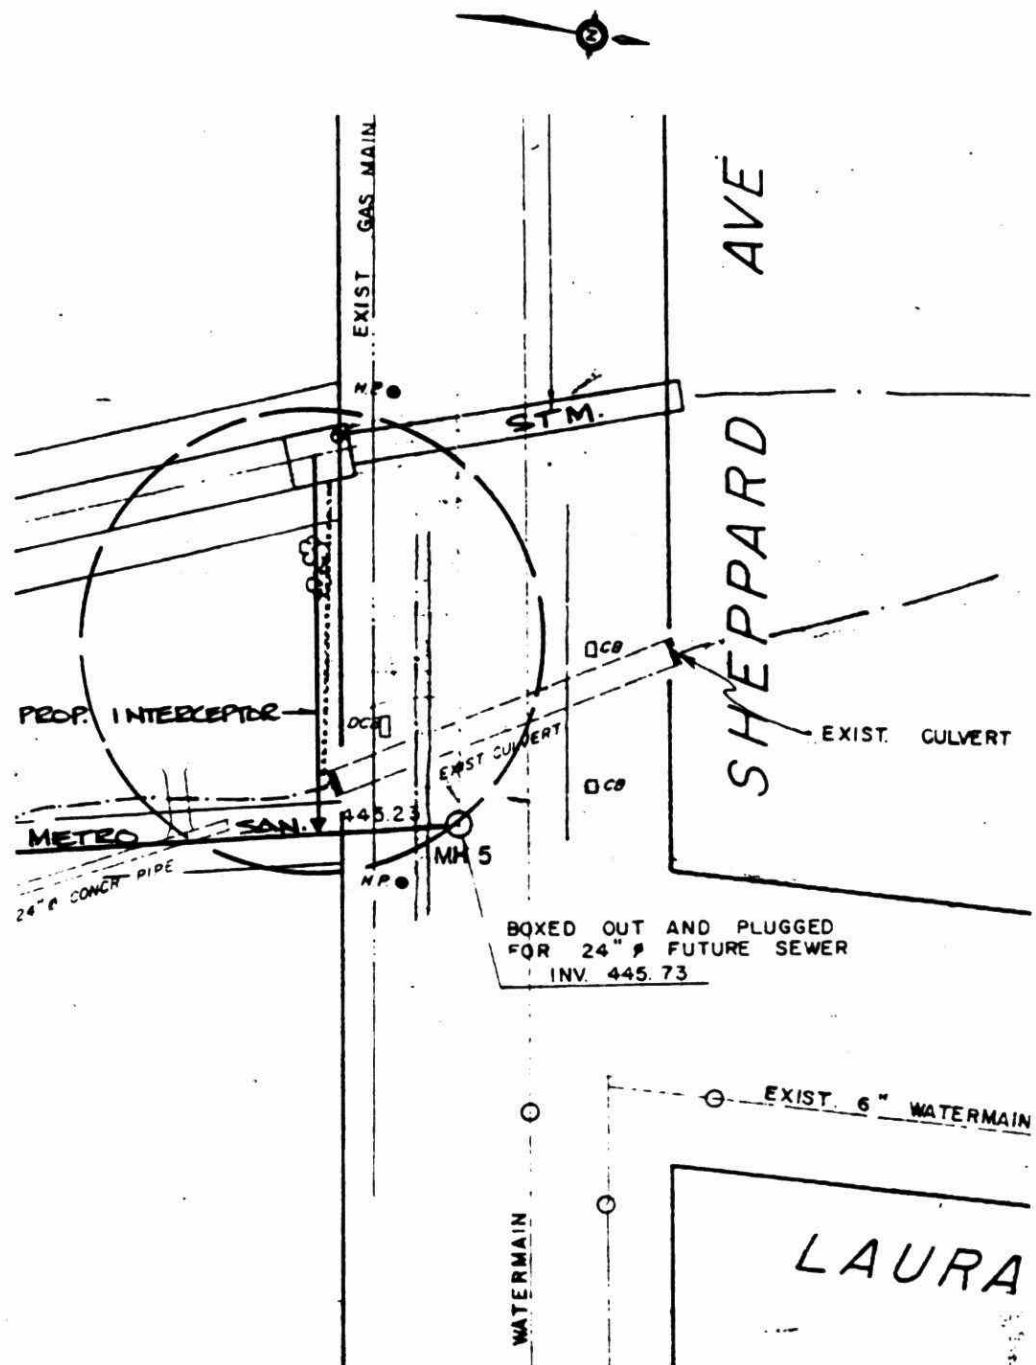 N
EXIST GAS MAIN
SHEPPARD AVE
H.P.
STM.
CB
PROP. INTERCEPTOR
DCB
EXIST CULVERT
EXIST. CULVERT
CB
METRO SAN. 445.23
MH 5
24" ø CONCR PIPE
H.P.
BOXED OUT AND PLUGGED
FOR 24" ø FUTURE SEWER
INV. 445.73
EXIST. 6" WATERMAIN
WATERMAIN
LAURA